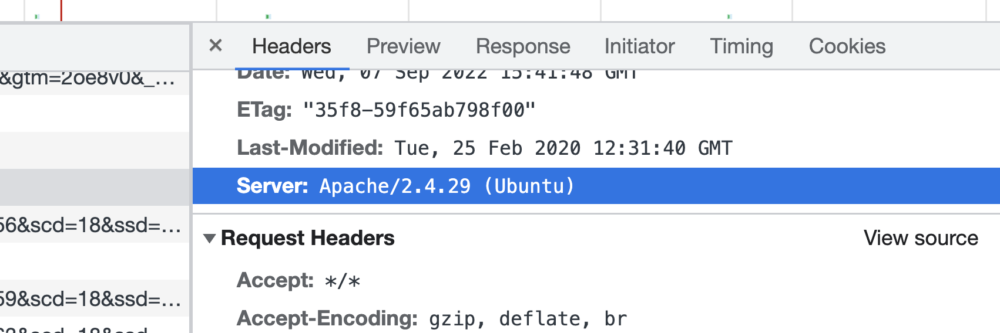 × Headers Preview Response Initiator Timing Cookies
&gtm=2oe8v0&_...
Date: Wed, 07 Sep 2022 15:41:48 GMT
ETag: "35f8-59f65ab798f00"
Last-Modified: Tue, 25 Feb 2020 12:31:40 GMT
Server: Apache/2.4.29 (Ubuntu)
56&scd=18&ssd=...
Request Headers View source
Accept: */*
59&scd=18&ssd=...
Accept-Encoding: gzip, deflate, br